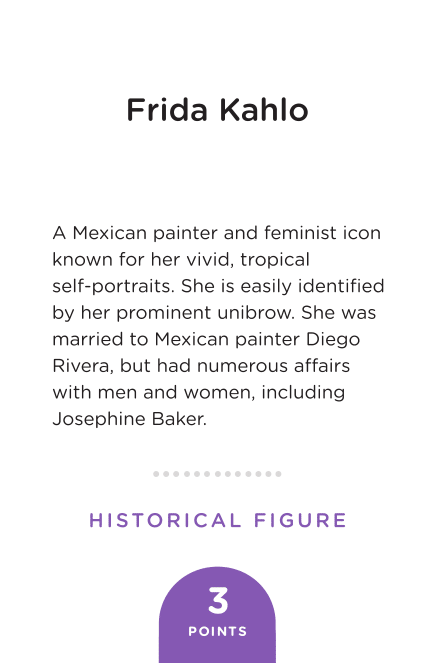 Frida Kahlo
A Mexican painter and feminist icon
known for her vivid, tropical
self-portraits. She is easily identified
by her prominent unibrow. She was
married to Mexican painter Diego
Rivera, but had numerous affairs
with men and women, including
Josephine Baker.
HISTORICAL FIGURE
3
POINTS